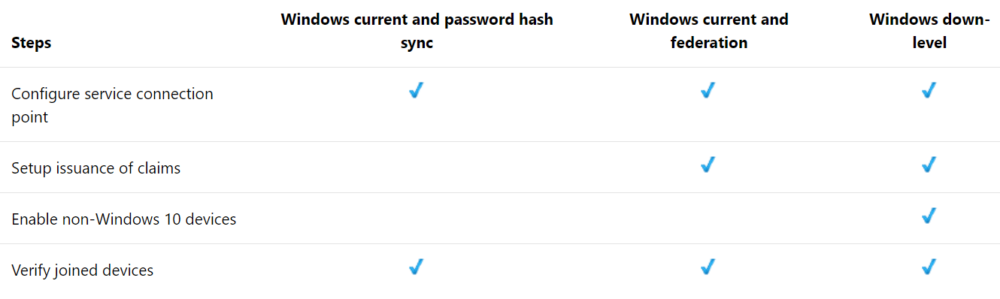 Steps
Windows current and password hash
sync
Windows current and
federation
Windows down-
level
Configure service connection
point
✔ ✔ ✔
Setup issuance of claims
✔ ✔
Enable non-Windows 10 devices
✔
Verify joined devices
✔ ✔ ✔